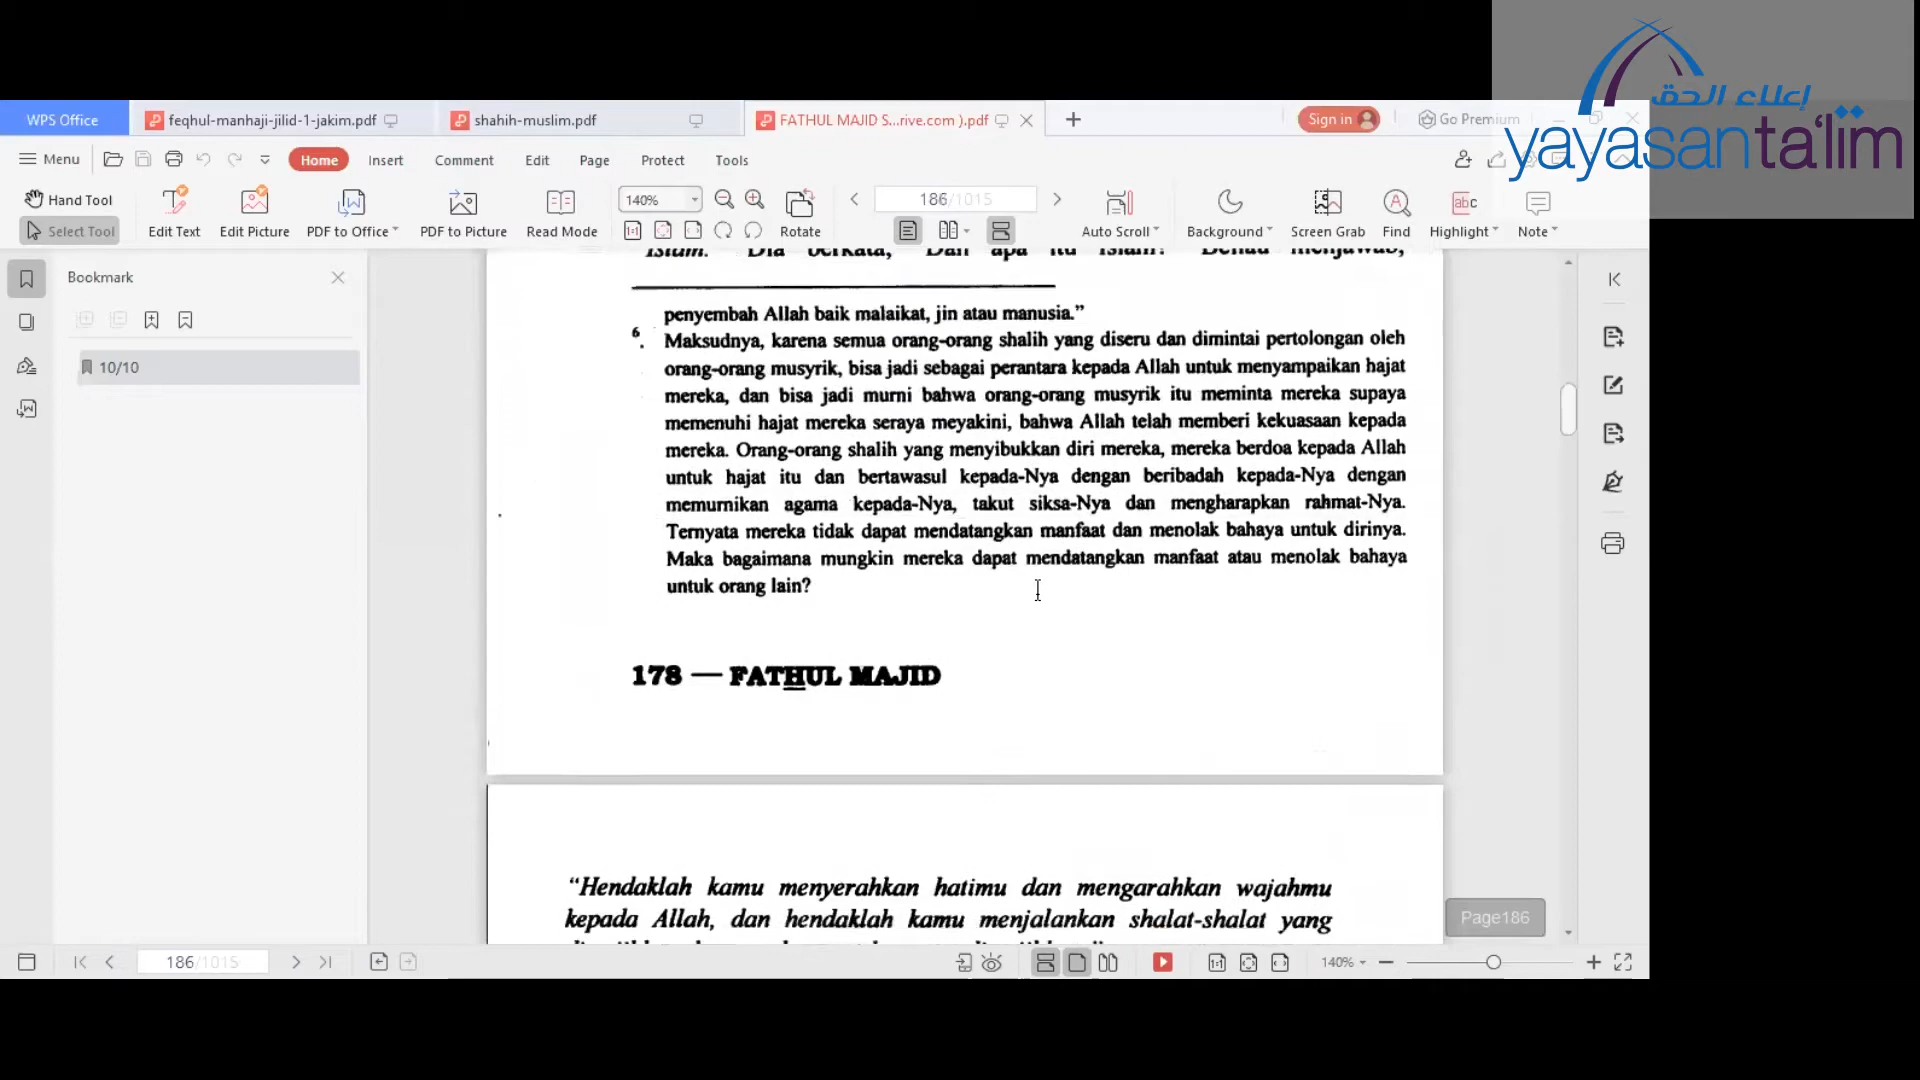 إعلاء الحق
yayasanta'lim
WPS Office
feqhul-manhaji-jilid-1-jakim.pdf
shahih-muslim.pdf
FATHUL MAJID S...rive.com ).pdf
Sign in
Go Premium
Menu
Home
Insert
Comment
Edit
Page
Protect
Tools
Hand Tool
Select Tool
Edit Text
Edit Picture
PDF to Office
PDF to Picture
Read Mode
140%
Rotate
186/1015
Auto Scroll
Background
Screen Grab
Find
Highlight
Note
Bookmark
10/10
Islam." Dia berkata, "Dan apa itu Islam?" Beliau menjawab,
penyembah Allah baik malaikat, jin atau manusia."
6. Maksudnya, karena semua orang-orang shalih yang diseru dan dimintai pertolongan oleh
orang-orang musyrik, bisa jadi sebagai perantara kepada Allah untuk menyampaikan hajat
mereka, dan bisa jadi murni bahwa orang-orang musyrik itu meminta mereka supaya
memenuhi hajat mereka seraya meyakini, bahwa Allah telah memberi kekuasaan kepada
mereka. Orang-orang shalih yang menyibukkan diri mereka, mereka berdoa kepada Allah
untuk hajat itu dan bertawasul kepada-Nya dengan beribadah kepada-Nya dengan
memurnikan agama kepada-Nya, takut siksa-Nya dan mengharapkan rahmat-Nya.
Ternyata mereka tidak dapat mendatangkan manfaat dan menolak bahaya untuk dirinya.
Maka bagaimana mungkin mereka dapat mendatangkan manfaat atau menolak bahaya
untuk orang lain?
178 — FATHUL MAJID
"Hendaklah kamu menyerahkan hatimu dan mengarahkan wajahmu
kepada Allah, dan hendaklah kamu menjalankan shalat-shalat yang
Page186
186/1015
140%